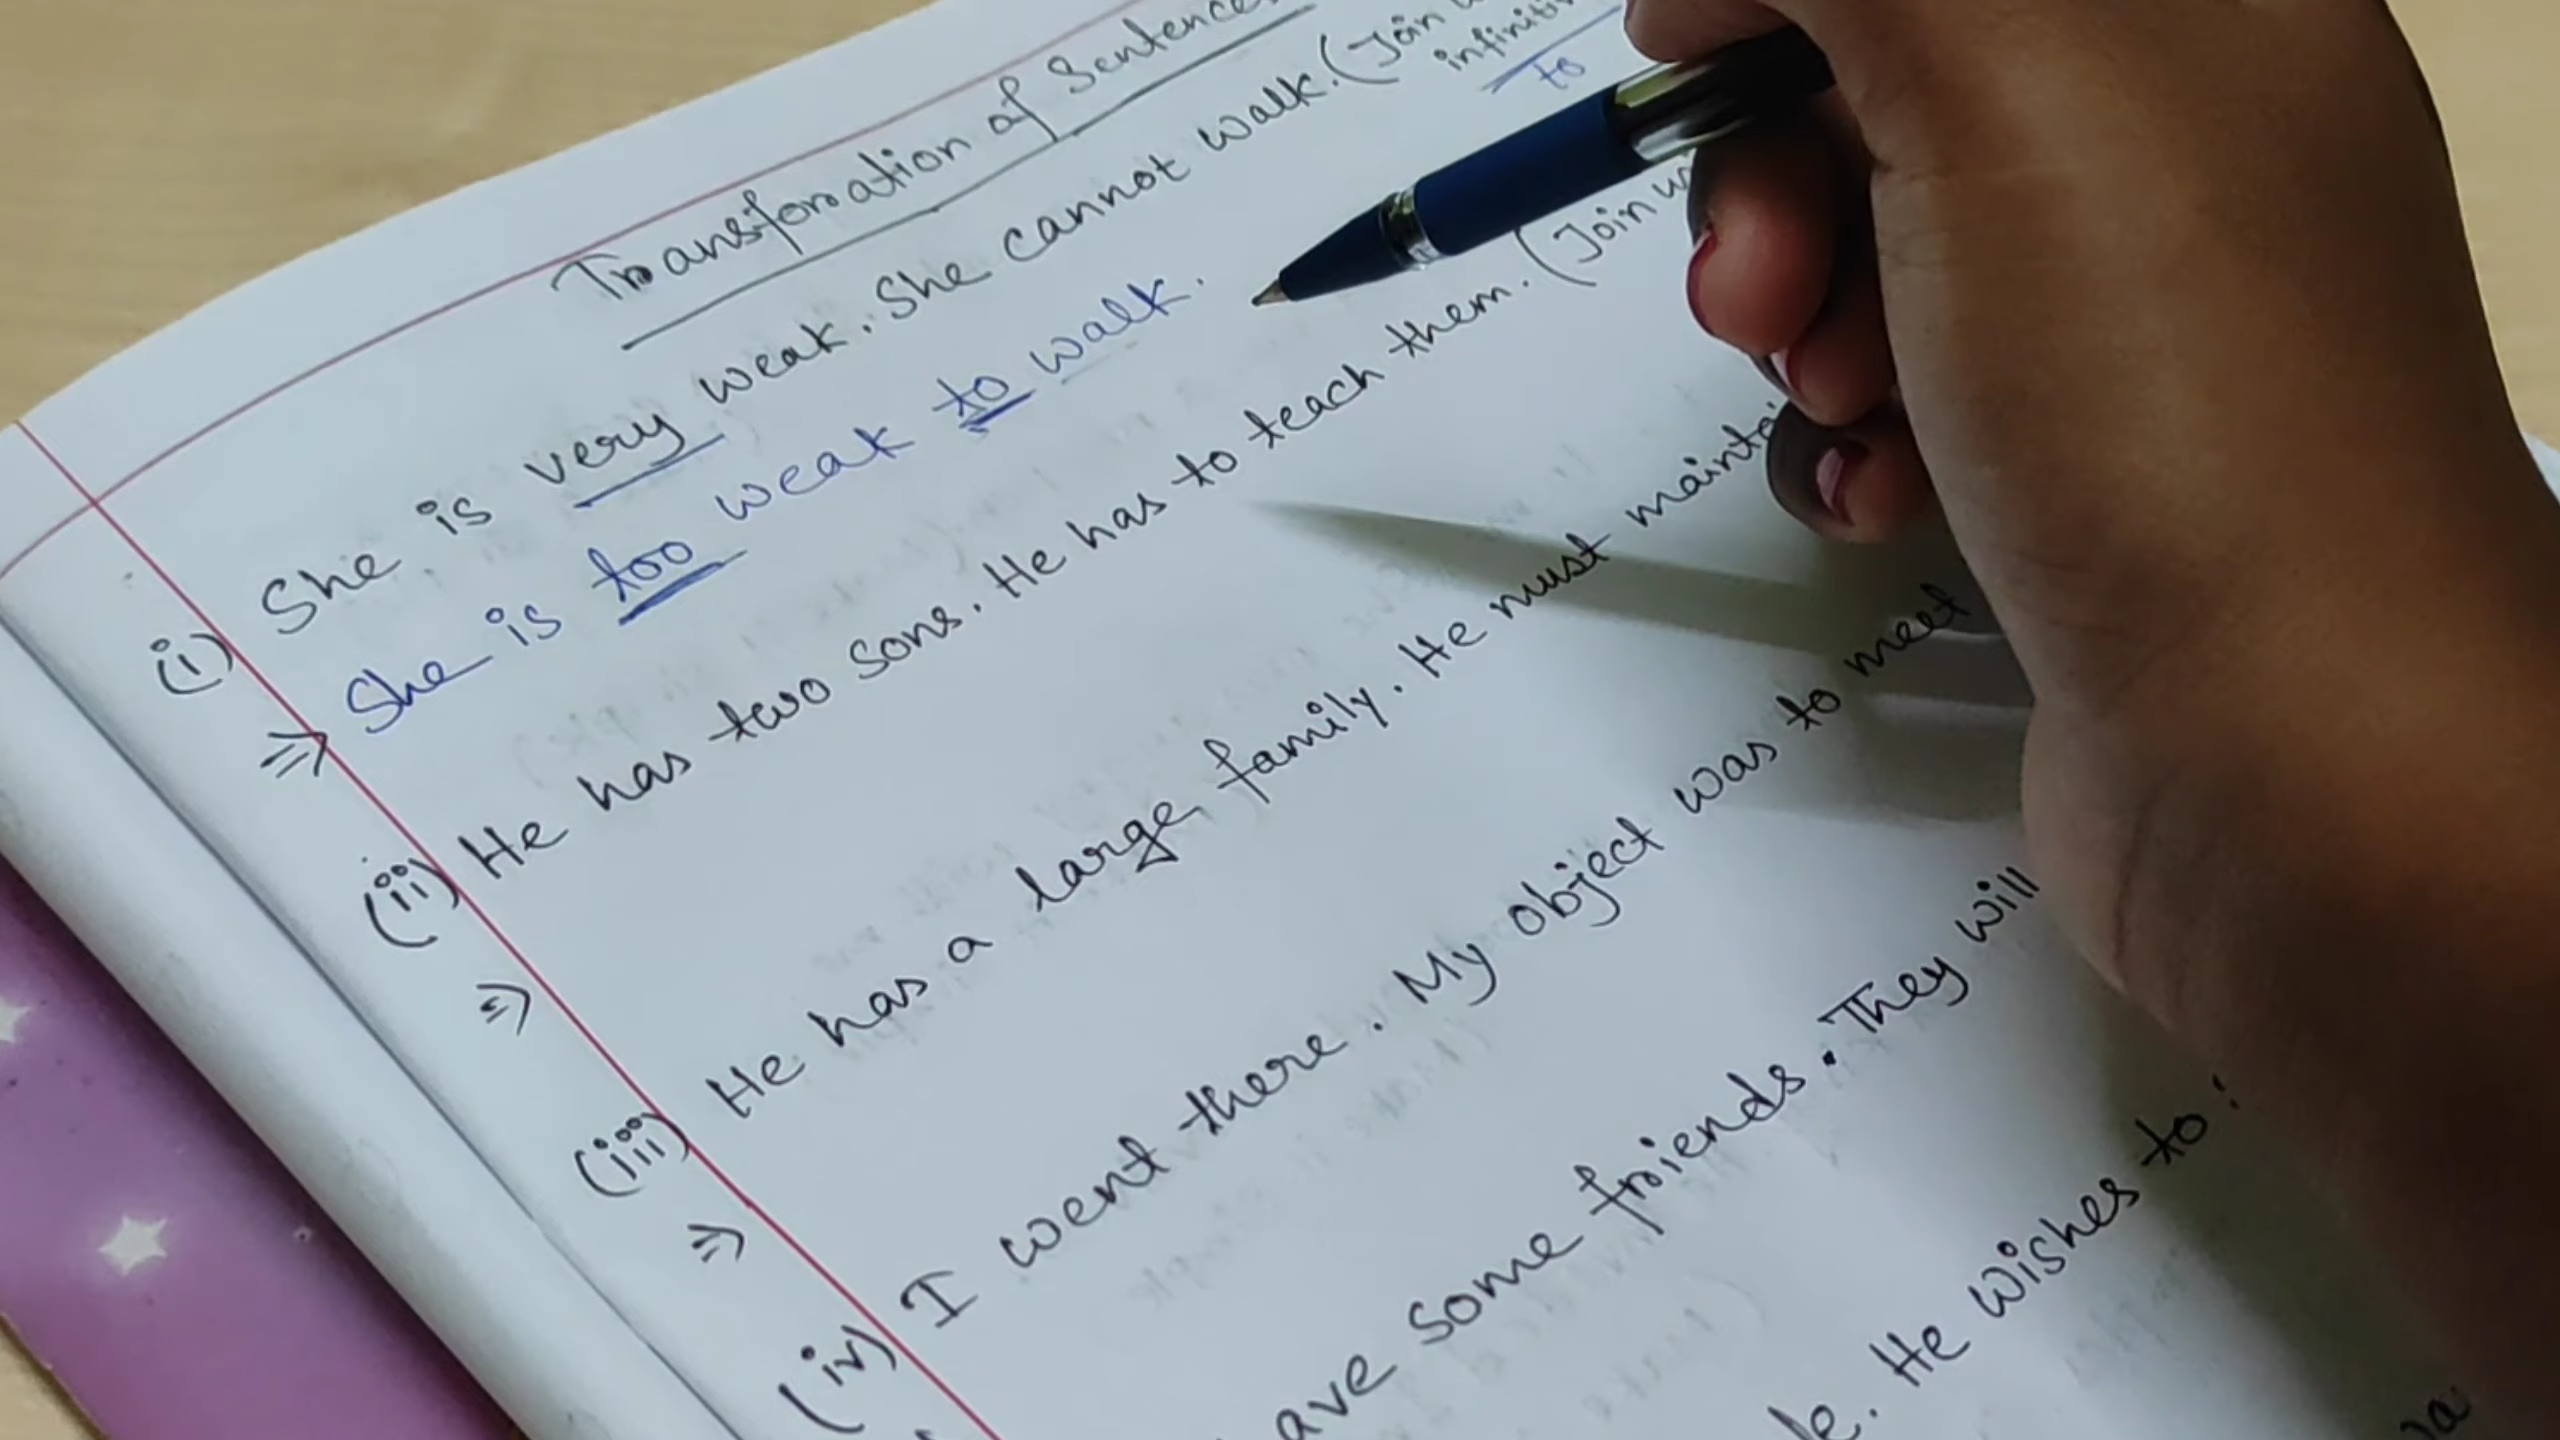 Transforation of Sentences
(i) She is very weak. She cannot walk. (Join
infiniti
to
⇒ She is too weak to walk.
(ii) He has two sons. He has to teach them. (Join
⇒
(iii) He has a large family. He must
⇒
(iv) I went there. My object was to meet
some friends. They will
He wishes to